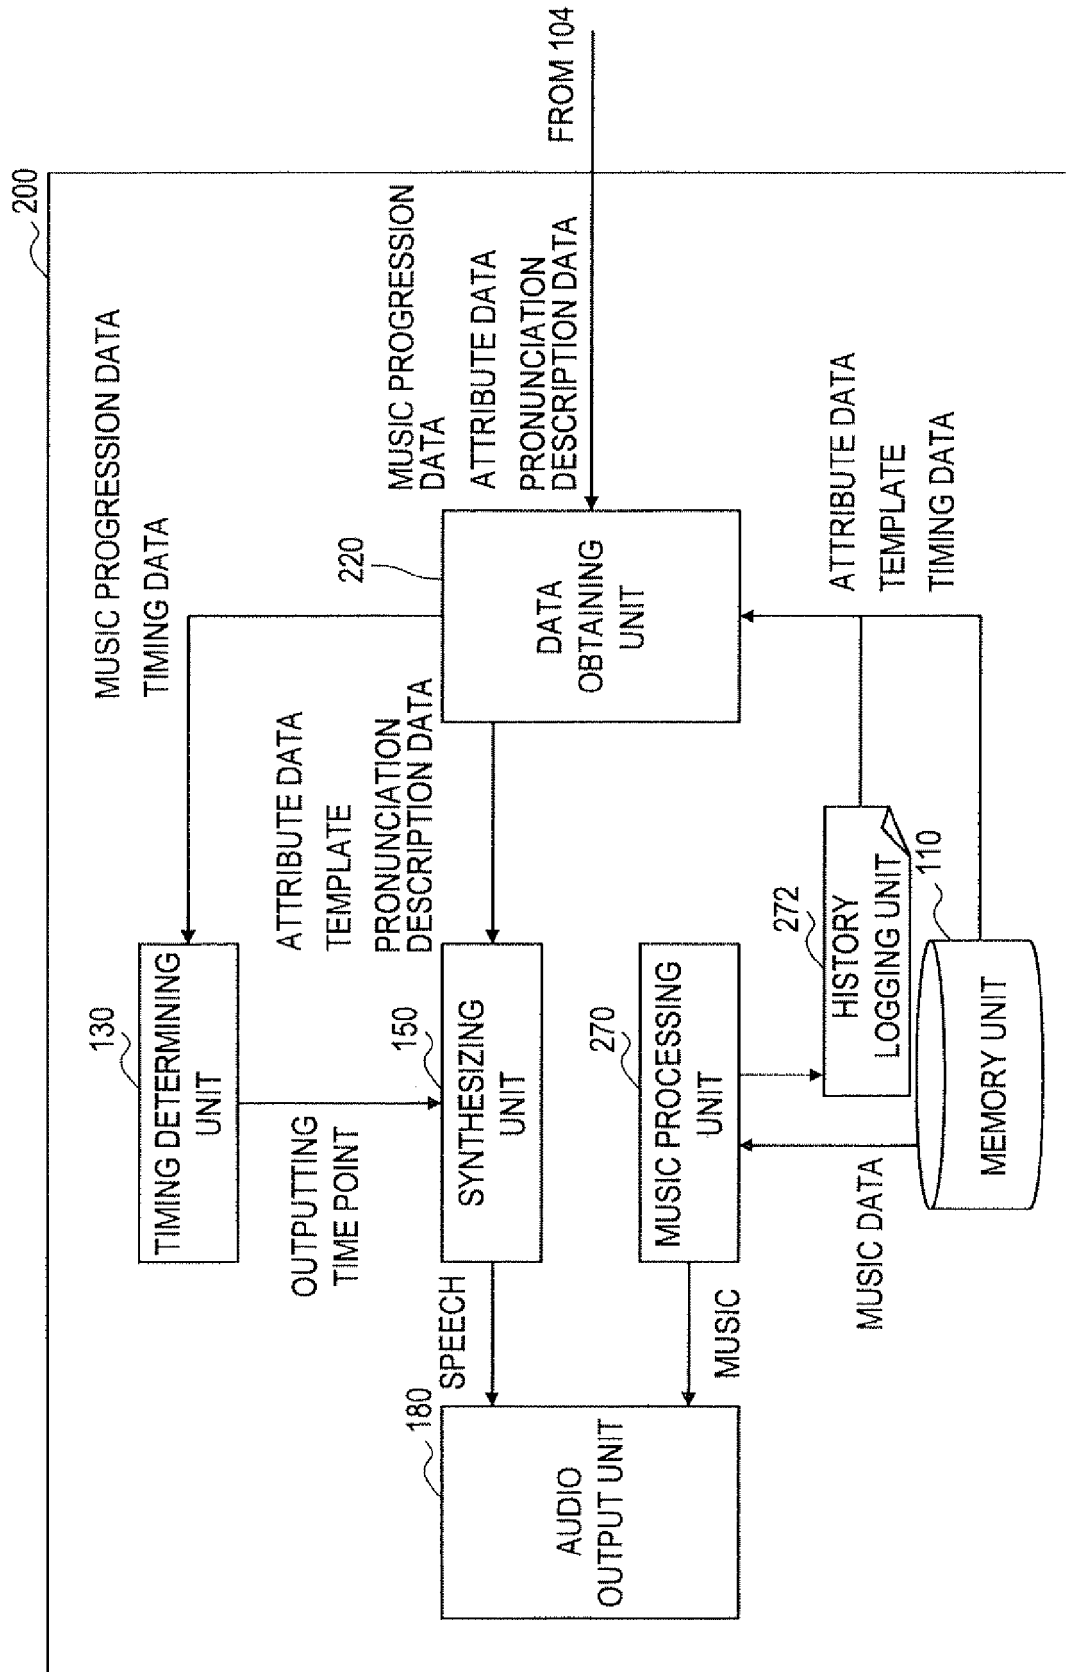 200
MUSIC PROGRESSION DATA
TIMING DATA
130
TIMING DETERMINING
UNIT
OUTPUTTING
TIME POINT
ATTRIBUTE DATA
TEMPLATE
PRONUNCIATION
DESCRIPTION DATA
220
DATA
OBTAINING
UNIT
MUSIC PROGRESSION
DATA
ATTRIBUTE DATA
PRONUNCIATION
DESCRIPTION DATA
FROM 104
180
AUDIO
OUTPUT UNIT
SPEECH
150
SYNTHESIZING
UNIT
MUSIC
270
MUSIC PROCESSING
UNIT
MUSIC DATA
272
HISTORY
LOGGING UNIT
110
MEMORY UNIT
ATTRIBUTE DATA
TEMPLATE
TIMING DATA